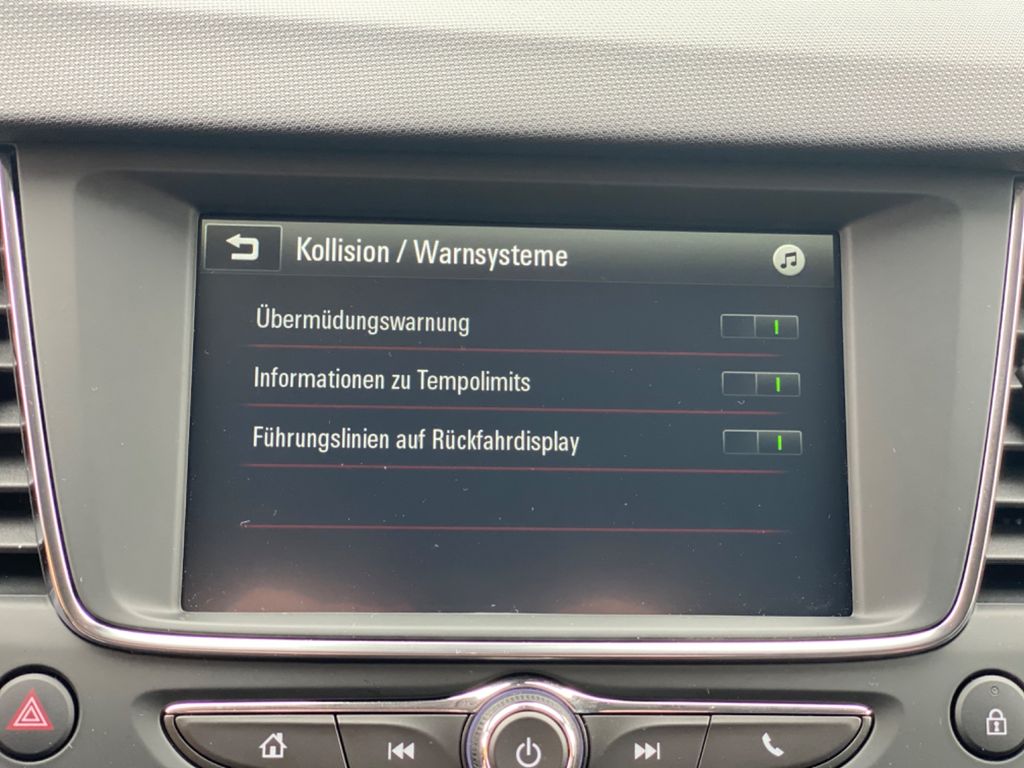 Kollision / Warnsysteme
Übermüdungswarnung
Informationen zu Tempolimits
Führungslinien auf Rückfahrdisplay